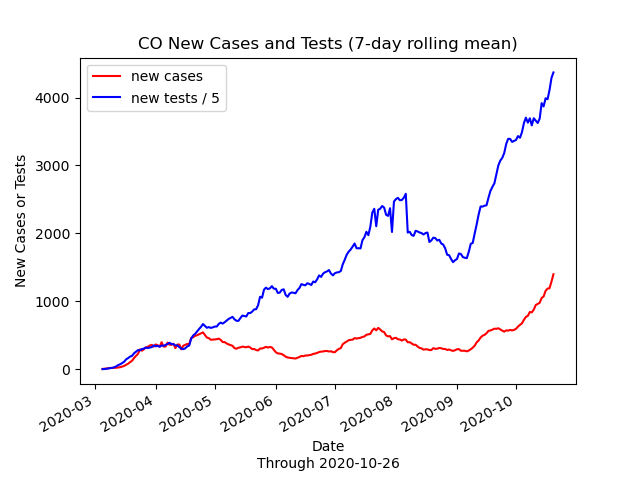 CO New Cases and Tests (7-day rolling mean)
new cases
new tests / 5
New Cases or Tests
4000
3000
2000
1000
0
2020-03
2020-04
2020-05
2020-06
2020-07
2020-08
2020-09
2020-10
Date
Through 2020-10-26